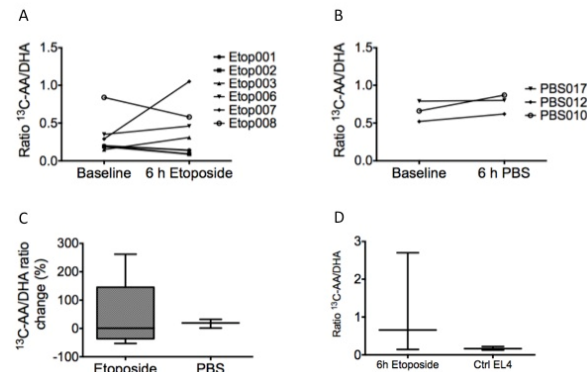 A
Ratio ¹³C-AA/DHA
1.5
1.0
0.5
0.0
Baseline
6 h Etoposide
Etop001
Etop002
Etop003
Etop006
Etop007
Etop008
B
Ratio ¹³C-AA/DHA
1.5
1.0
0.5
0.0
Baseline
6 h PBS
PBS017
PBS012
PBS010
C
¹³C-AA/DHA ratio
change (%)
300
200
100
0
-100
Etoposide
PBS
D
Ratio ¹³C-AA/DHA
3
2
1
0
6h Etoposide
Ctrl EL4